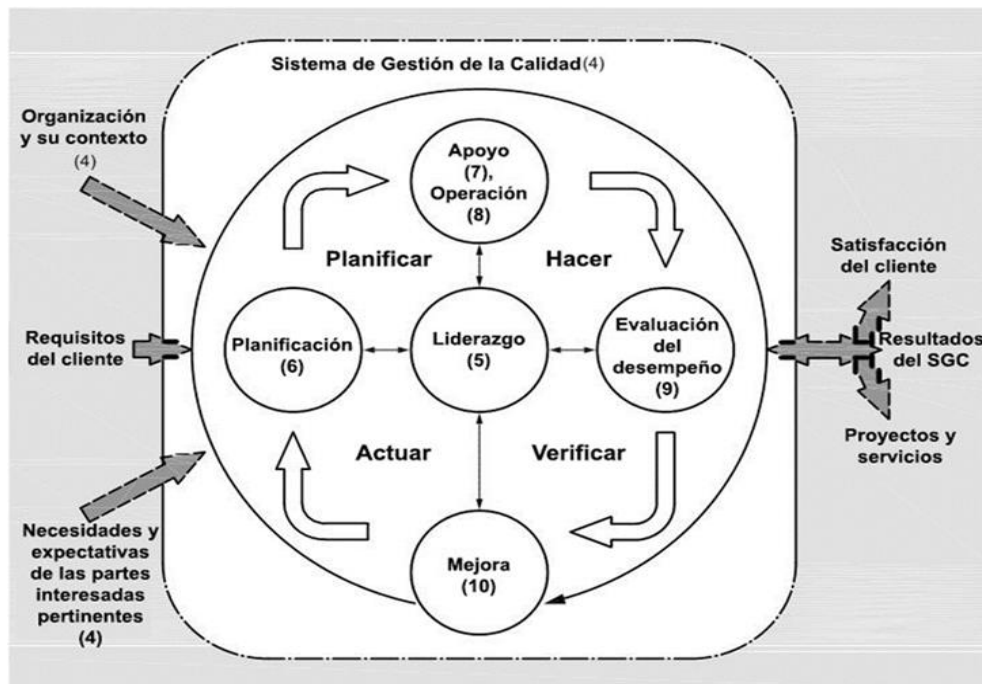 Sistema de Gestión de la Calidad(4)
Organización
y su contexto
(4)
Apoyo
(7),
Operación
(8)
Planificar
Hacer
Satisfacción
del cliente
Requisitos
del cliente
Planificación
(6)
Liderazgo
(5)
Evaluación
del
desempeño
(9)
Resultados
del SGC
Actuar
Verificar
Proyectos y
servicios
Necesidades y
expectativas
de las partes
interesadas
pertinentes
(4)
Mejora
(10)